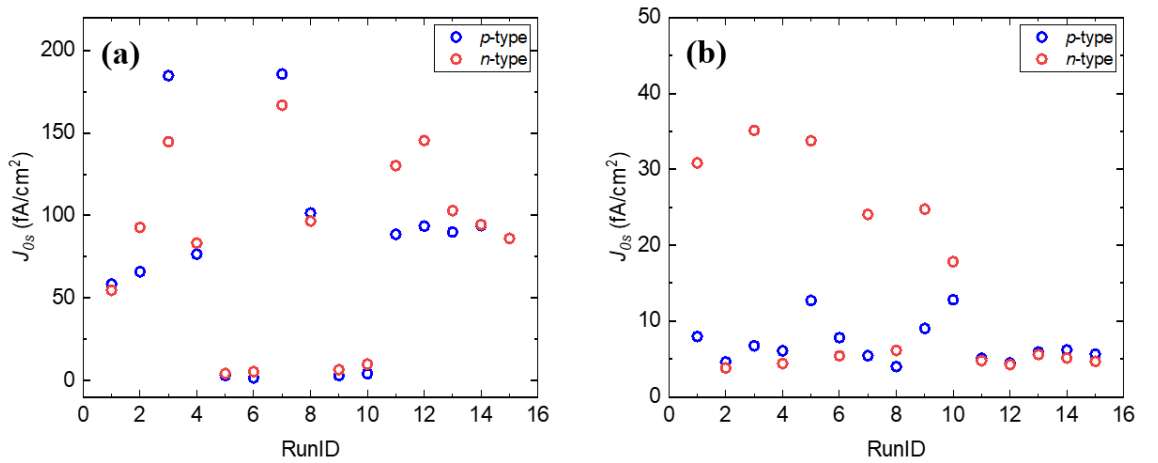 (a)
p-type
n-type
200
150
100
50
0
J0s (fA/cm²)
0 2 4 6 8 10 12 14 16
RunID
(b)
p-type
n-type
50
40
30
20
10
0
J0s (fA/cm²)
0 2 4 6 8 10 12 14 16
RunID